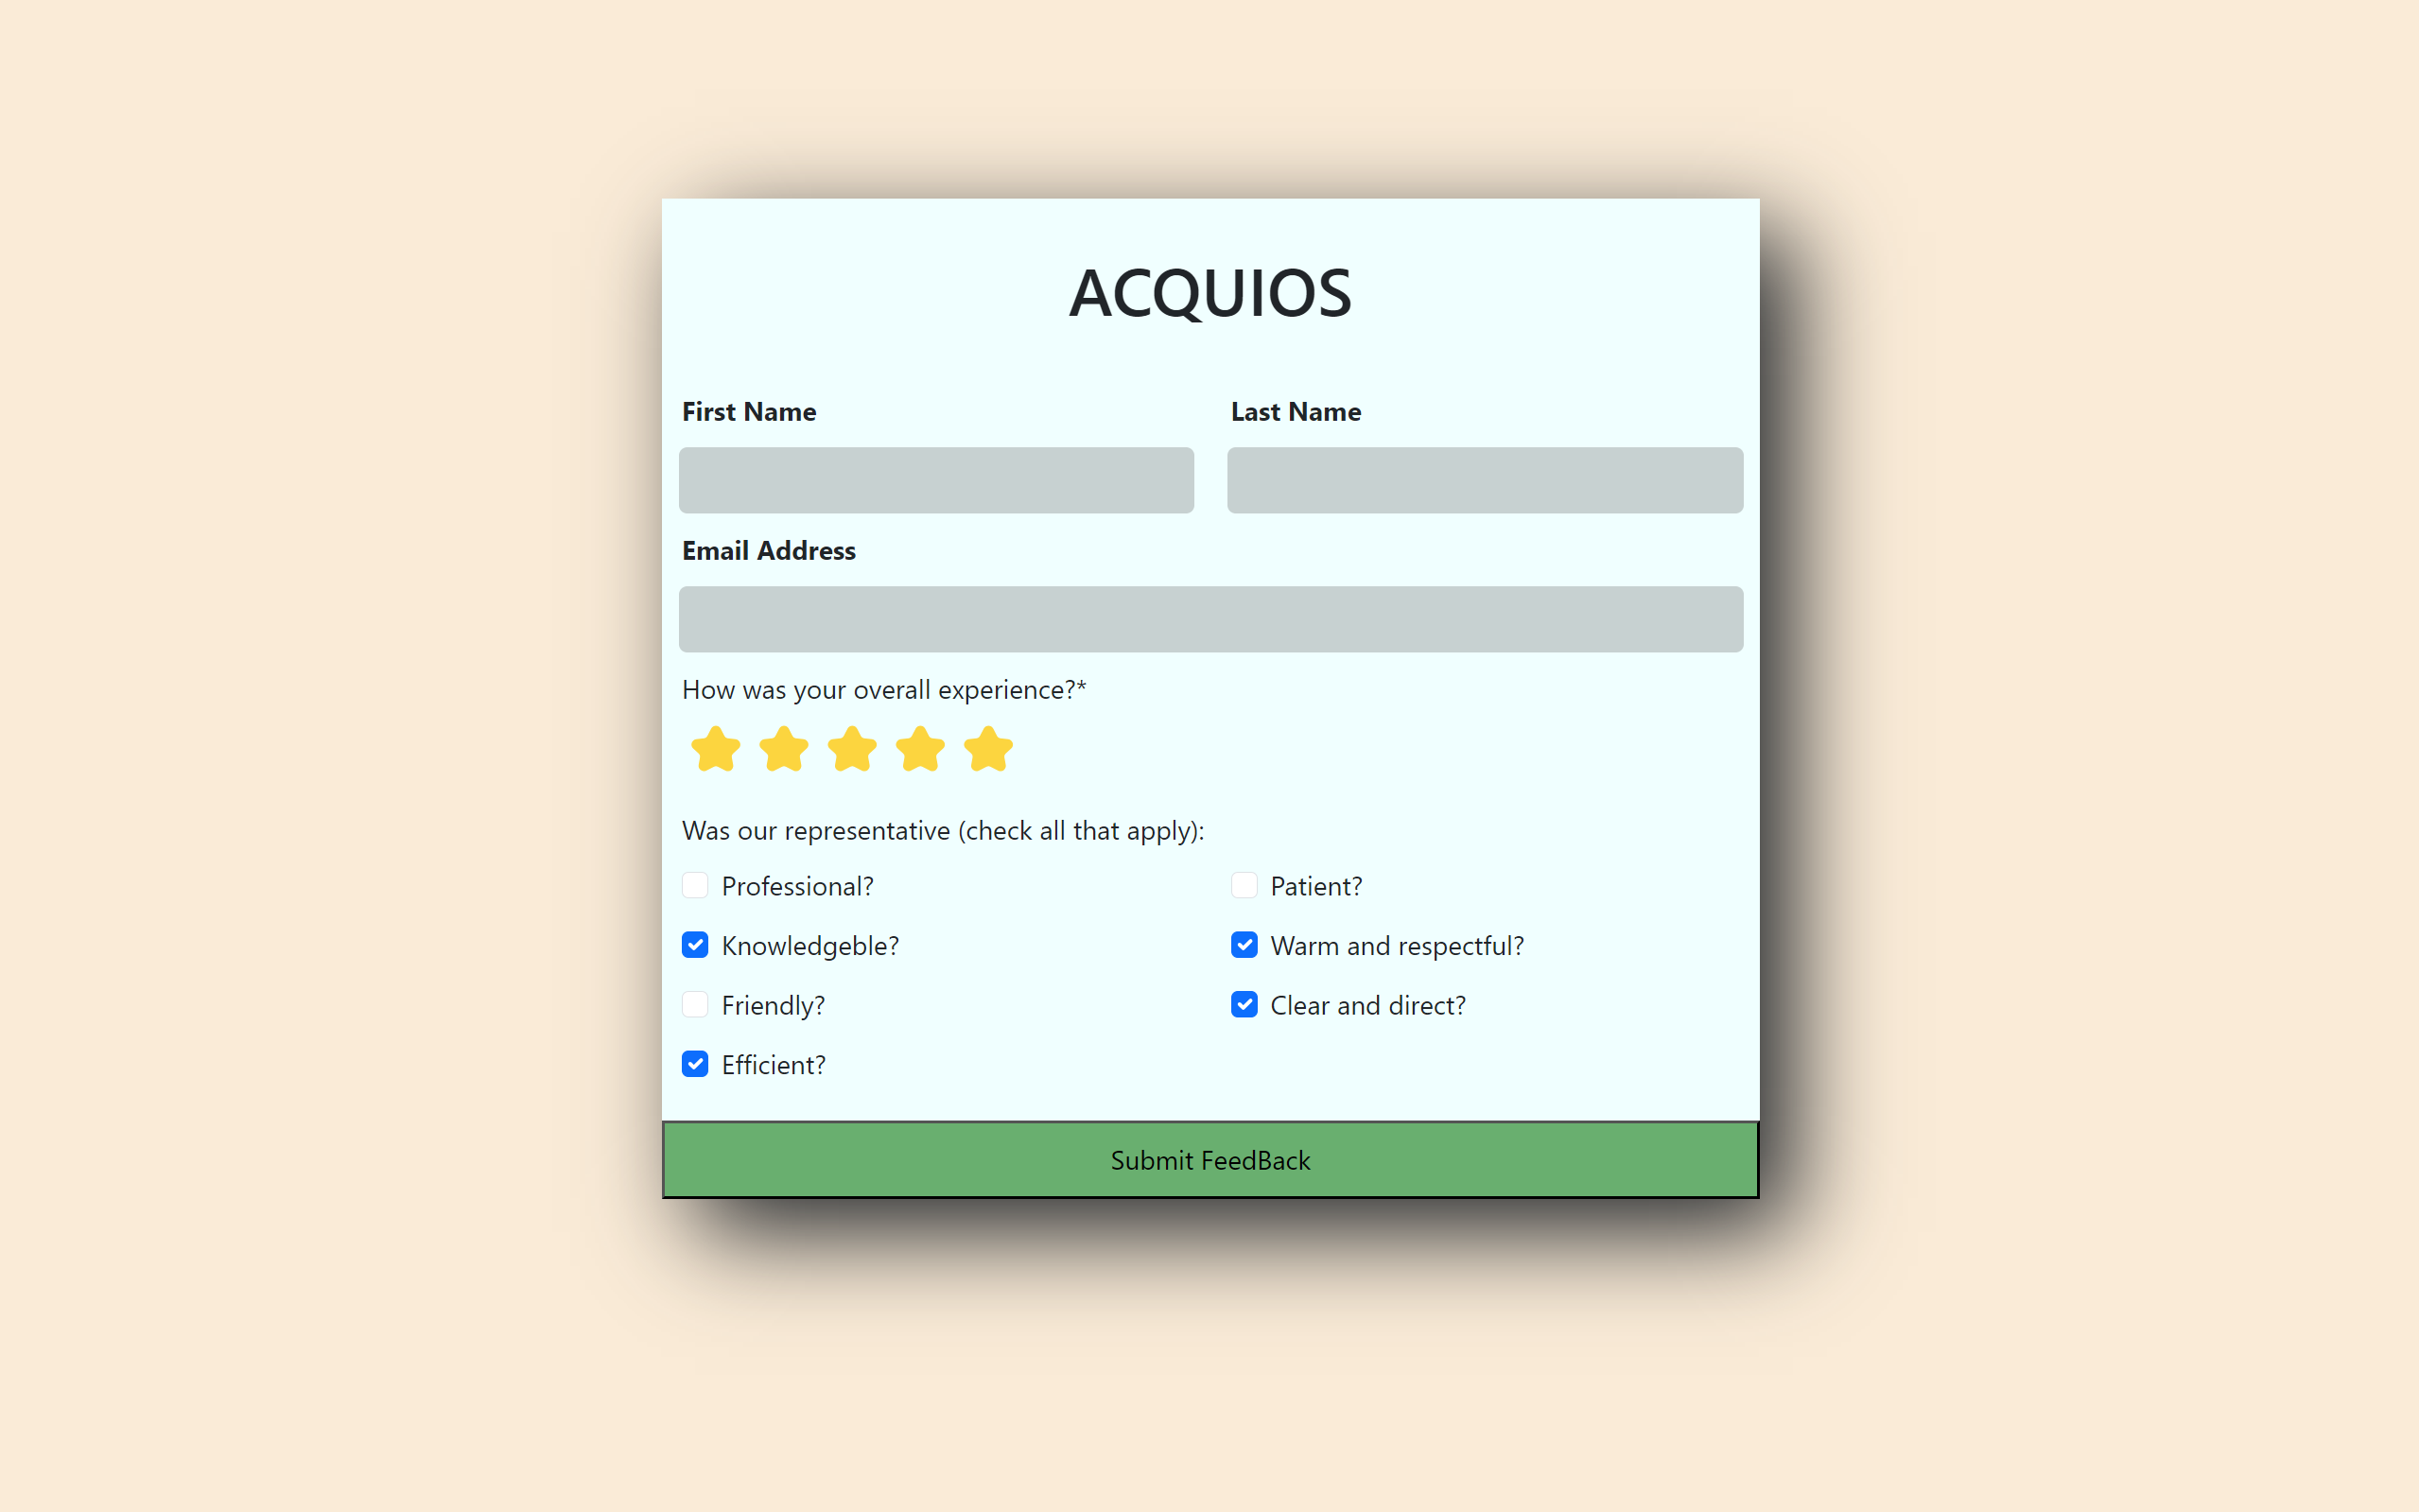 ACQUIOS
First Name
Last Name
Email Address
How was your overall experience?*
Was our representative (check all that apply):
Professional?
Patient?
Knowledgeble?
Warm and respectful?
Friendly?
Clear and direct?
Efficient?
Submit FeedBack